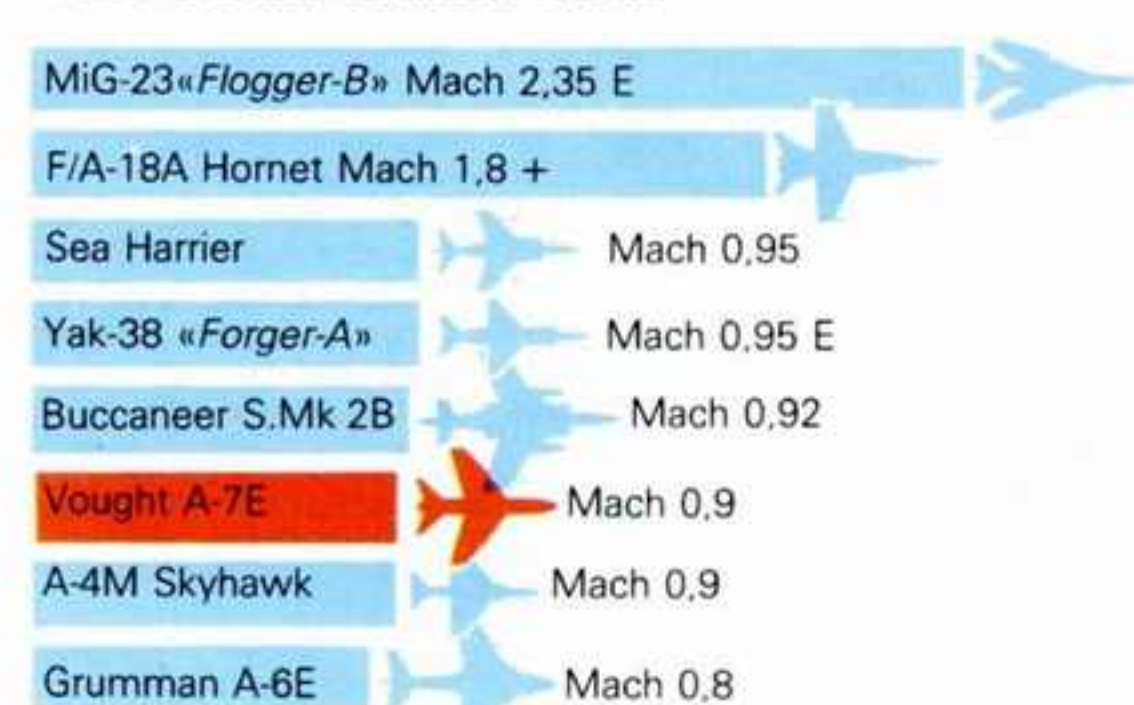 MiG-23«Flogger-B» Mach 2,35 E
F/A-18A Hornet Mach 1,8 +
Sea Harrier Mach 0,95
Yak-38 «Forger-A» Mach 0,95 E
Buccaneer S.Mk 2B Mach 0,92
Vought A-7E Mach 0,9
A-4M Skyhawk Mach 0,9
Grumman A-6E Mach 0,8